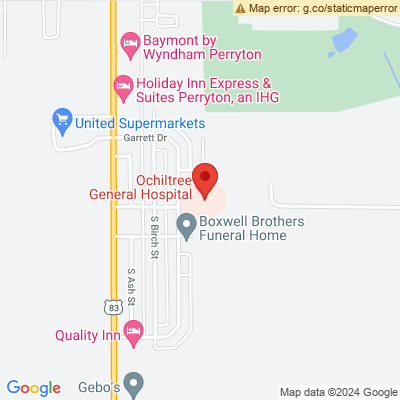 Map error: g.co/staticmaperror
Baymont by
Wyndham Perryton
Holiday Inn Express &
Suites Perryton, an IHG
United Supermarkets
Garrett Dr
Ochiltree
General Hospital
Boxwell Brothers
Funeral Home
S Birch St
S Ash St
83
Quality Inn
Gebo's
Google
Map data ©2024 Google